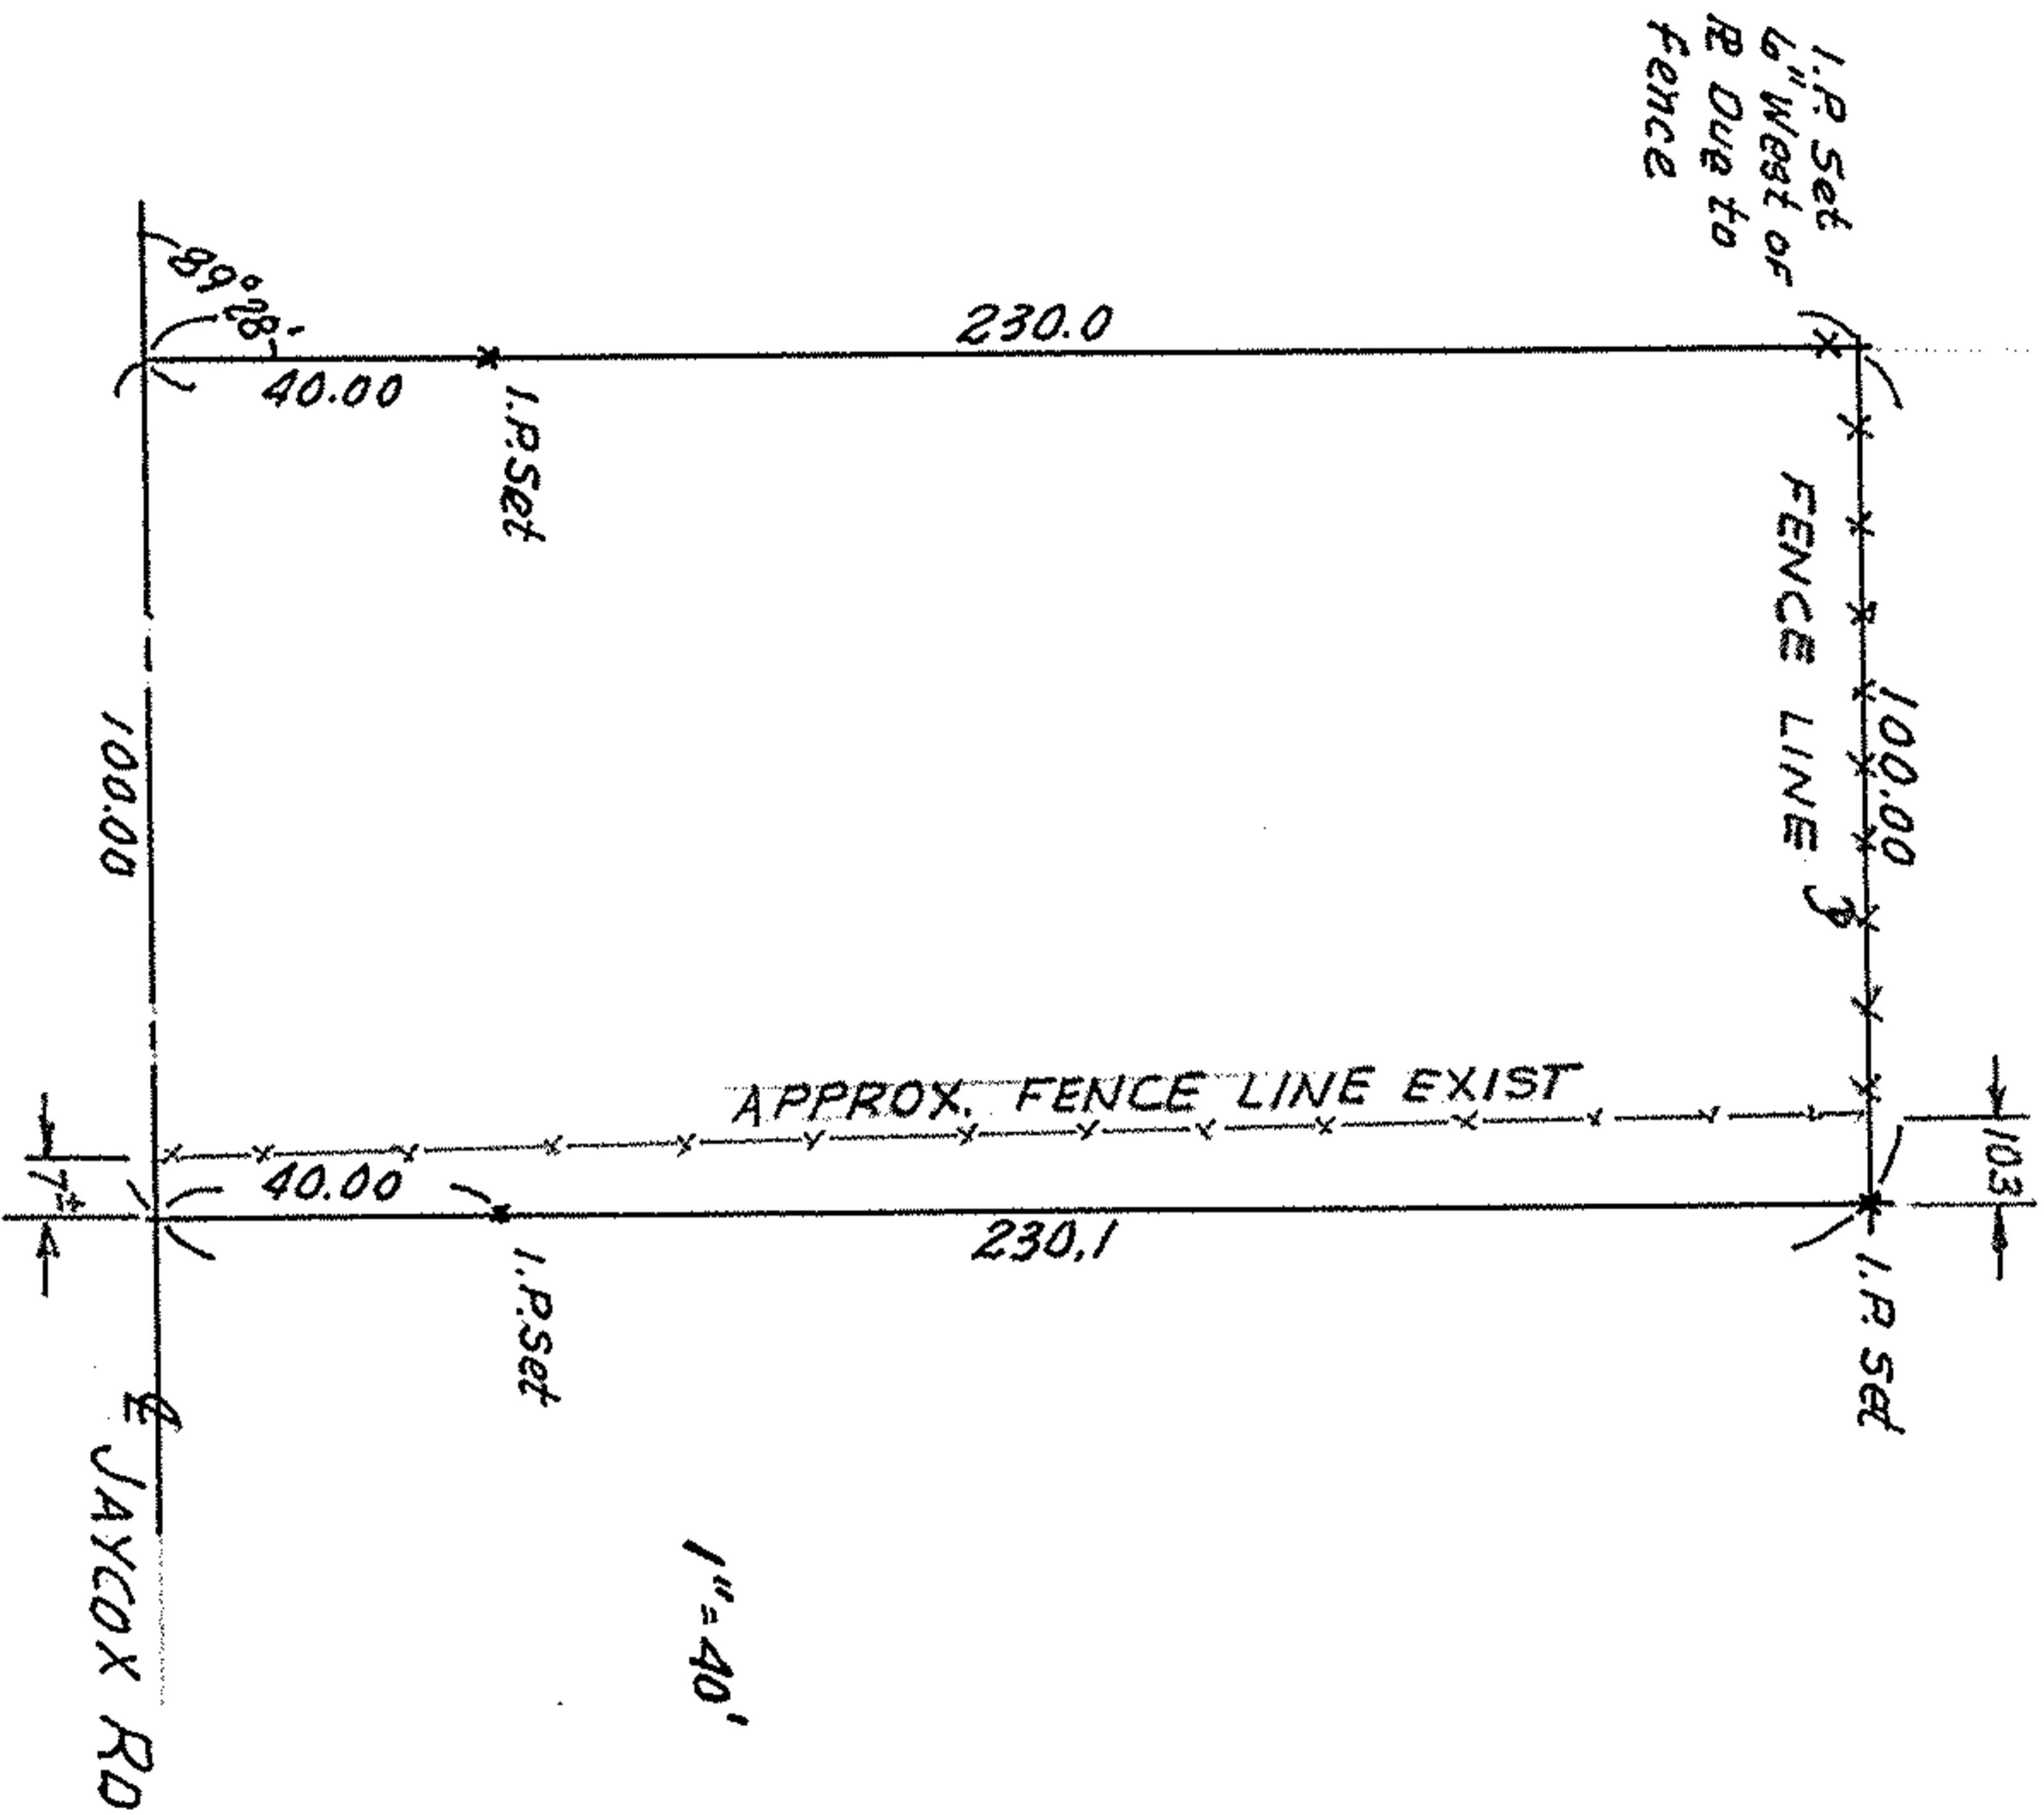 I.P. Set
6" West of
℄ Due to
Fence
89°28'
230.0
40.00
I.P. Set
FENCE LINE
100.00
100.00
APPROX. FENCE LINE EXIST
10.3
7±
40.00
I.P. Set
230.1
I.P. Set
℄ JAYCOX RD
1"=40'